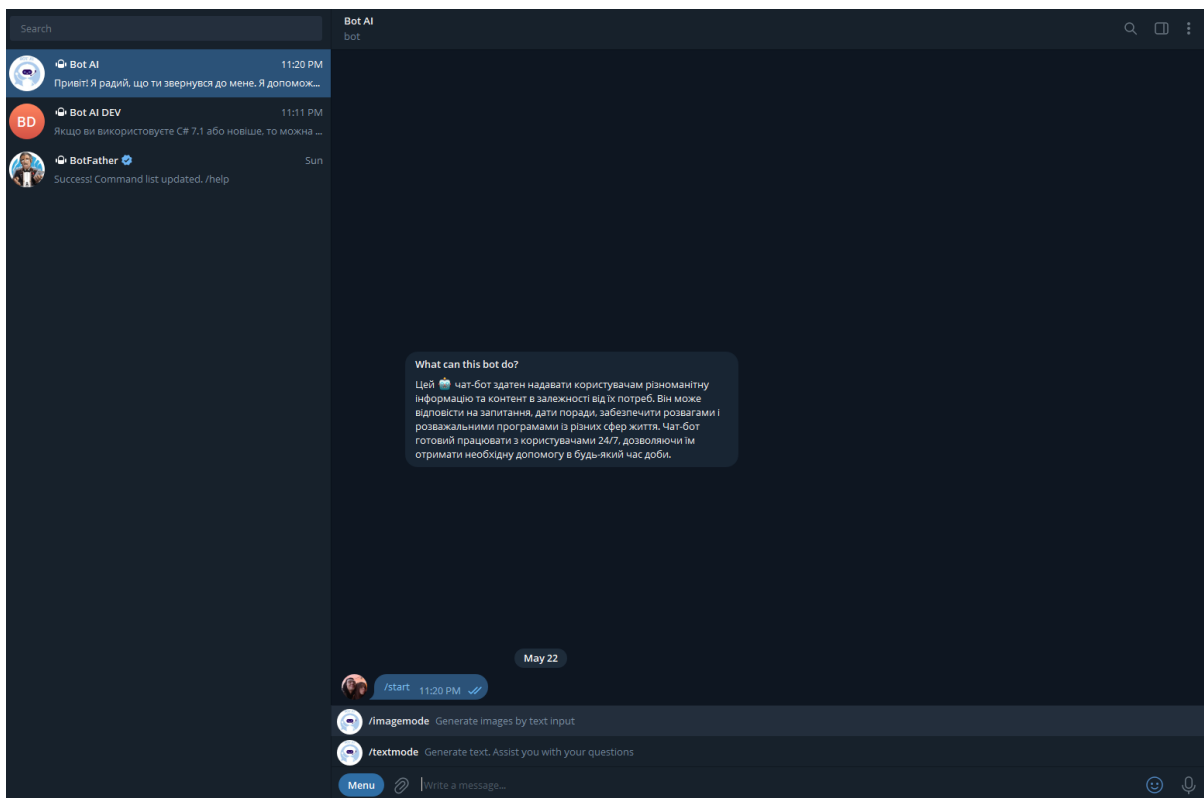 Search
Bot AI 11:20 PM
Привіт! Я радий, що ти звернувся до мене. Я допомож...
BD
Bot AI DEV 11:11 PM
Якщо ви використовуєте C# 7.1 або новіше, то можна ...
BotFather Sun
Success! Command list updated. /help
Bot AI
bot
What can this bot do?
Цей чат-бот здатен надавати користувачам різноманітну
інформацію та контент в залежності від їх потреб. Він може
відповісти на запитання, дати поради, забезпечити розвагами і
розважальними програмами із різних сфер життя. Чат-бот
готовий працювати з користувачами 24/7, дозволяючи їм
отримати необхідну допомогу в будь-який час доби.
May 22
/start 11:20 PM
/imagemode Generate images by text input
/textmode Generate text. Assist you with your questions
Menu Write a message...